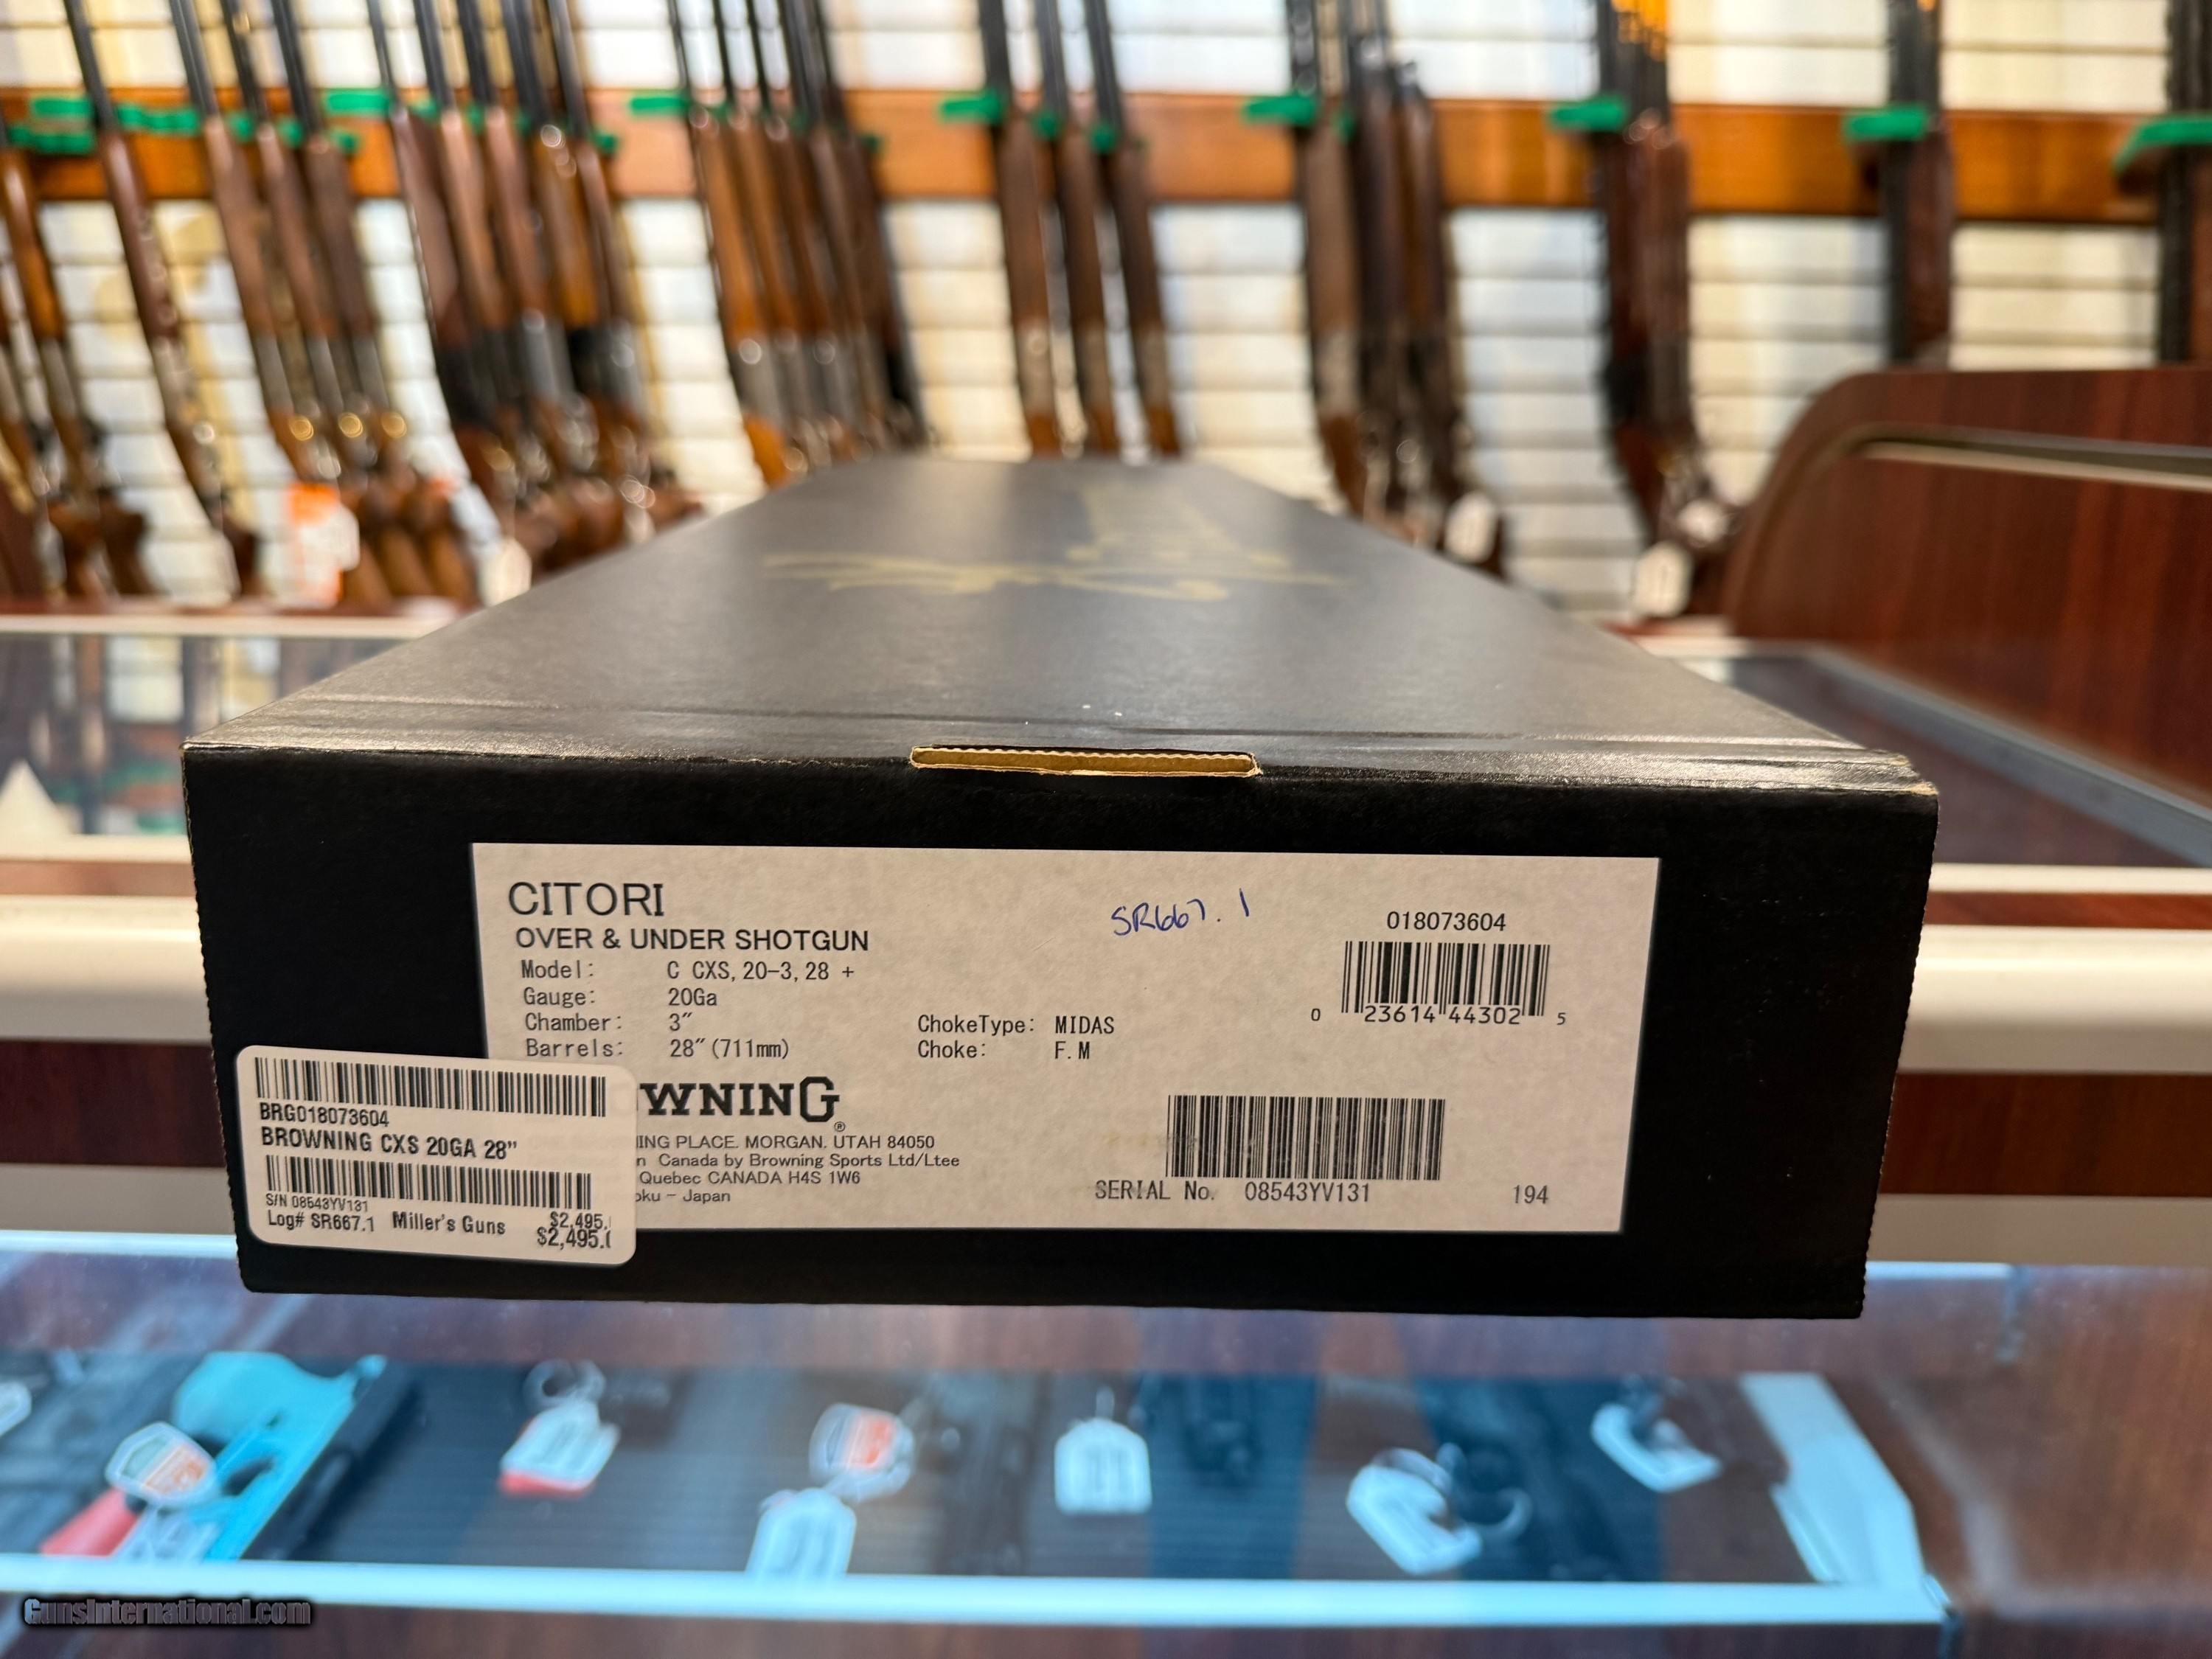 CITORI
OVER & UNDER SHOTGUN
Model: C CXS, 20-3, 28 +
Gauge: 20Ga
Chamber: 3"
Barrels: 28" (711mm)
ChokeType: MIDAS
Choke: F. M
SR667.1
018073604
0 23614 44302 5
WNING®
ING PLACE. MORGAN. UTAH 84050
n Canada by Browning Sports Ltd/Ltee
Quebec CANADA H4S 1W6
oku - Japan
SERIAL No. 08543YV131
194
BRG018073604
BROWNING CXS 20GA 28"
S/N 08543YV131
Log# SR667.1 Miller's Guns $2,495.
$2,495.
GunsInternational.com